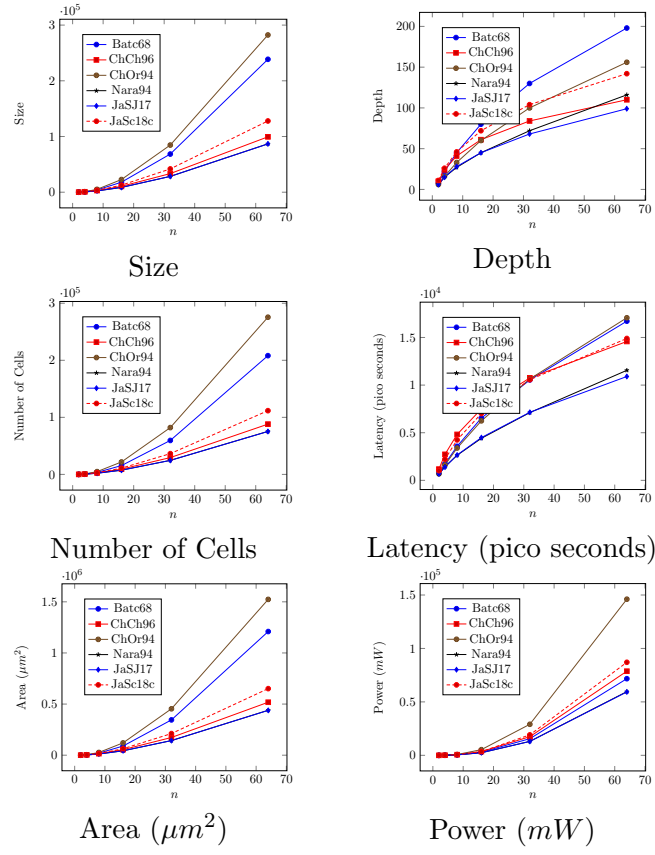 ·10^5
3
2
1
0
Size
Batc68
ChCh96
ChOr94
Nara94
JaSJ17
JaSc18c
0 10 20 30 40 50 60 70
n
Size
200
150
100
50
0
Depth
Batc68
ChCh96
ChOr94
Nara94
JaSJ17
JaSc18c
0 10 20 30 40 50 60 70
n
Depth
·10^5
3
2
1
0
Number of Cells
Batc68
ChCh96
ChOr94
Nara94
JaSJ17
JaSc18c
0 10 20 30 40 50 60 70
n
Number of Cells
·10^4
1.5
1
0.5
0
Latency (pico seconds)
Batc68
ChCh96
ChOr94
Nara94
JaSJ17
JaSc18c
0 10 20 30 40 50 60 70
n
Latency (pico seconds)
·10^6
1.5
1
0.5
0
Area (μm²)
Batc68
ChCh96
ChOr94
Nara94
JaSJ17
JaSc18c
0 10 20 30 40 50 60 70
n
Area (μm²)
·10^5
1.5
1
0.5
0
Power (mW)
Batc68
ChCh96
ChOr94
Nara94
JaSJ17
JaSc18c
0 10 20 30 40 50 60 70
n
Power (mW)